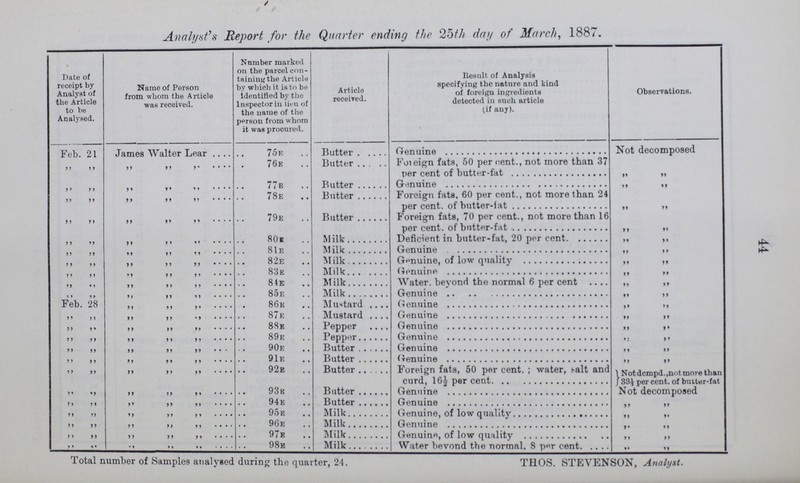 Analyst's Report for the Quarter ending the 25th day of March, 1887.
Date of receipt by Analyst of the Article to be Analysed. | Name of Person from whom the Article was received. | Number marked on the parcel containing the Article by which it is to be identified by the Inspector in lieu of the name of the person from whom it was procured. | Article received. | Result of Analysis specifying the nature and kind of foreign ingredients detected in such article (if any). | Observations.
Feb. 21 James Walter Lear .... .. 75E .. Butter ...... Genuine ...... Not decomposed
,, ,, ,, ,, ,, .... .. 76E .. Butter ...... Foreign fats, 50 per cent., not more than 37
per cent of butter-fat ...... ,, ,,
,, ,, ,, ,, ,, .... .. 77E .. Butter ...... Genuine ...... ,, ,,
,, ,, ,, ,, ,, .... .. 78E .. Butter ...... Foreign fats, 60 per cent., not more than 24
per cent. of butter-fat ...... ,, ,,
,, ,, ,, ,, ,, .... .. 79E .. Butter ...... Foreign fats, 70 per cent., not more than 16
per cent. of butter-fat ...... ,, ,,
,, ,, ,, ,, ,, .... .. 80E .. Milk ...... Deficient in butter-fat, 20 per cent. ...... ,, ,,
,, ,, ,, ,, ,, .... .. 81E .. Milk ...... Genuine ...... ,, ,,
,, ,, ,, ,, ,, .... .. 82E .. Milk ...... Genuine, of low quality ...... ,, ,,
,, ,, ,, ,, ,, .... .. 83E .. Milk ...... Genuine ...... ,, ,,
,, ,, ,, ,, ,, .... .. 84E .. Milk ...... Water, beyond the normal 6 per cent .... ,, ,,
,, ,, ,, ,, ,, .... .. 85E .. Milk ...... Genuine ...... ,, ,,
Feb. 28 ,, ,, ,, .... .. 86E .. Mustard .... Genuine ...... ,, ,,
,, ,, ,, ,, ,, .... .. 87E .. Mustard .... Genuine ...... ,, ,,
,, ,, ,, ,, ,, .... .. 88E .. Pepper .... Genuine ...... ,, ,,
,, ,, ,, ,, ,, .... .. 89E .. Pepper ...... Genuine ...... ,, ,,
,, ,, ,, ,, ,, .... .. 90E .. Butter ...... Genuine ...... ,, ,,
,, ,, ,, ,, ,, .... .. 91E .. Butter ...... Genuine ...... ,, ,,
,, ,, ,, ,, ,, .... .. 92E .. Butter ...... Foreign fats, 50 per cent. ; water, salt and } Not dcmpd., not more than
curd, 16½ per cent. ...... 33½ per cent. of butter-fat
,, ,, ,, ,, ,, .... .. 93E .. Butter ...... Genuine ...... Not decomposed
,, ,, ,, ,, ,, .... .. 94E .. Butter ...... Genuine ...... ,, ,,
,, ,, ,, ,, ,, .... .. 95E .. Milk ...... Genuine, of low quality ...... ,, ,,
,, ,, ,, ,, ,, .... .. 96E .. Milk ...... Genuine ...... ,, ,,
,, ,, ,, ,, ,, .... .. 97E .. Milk ...... Genuine, of low quality ...... ,, ,,
,, ,, ,, ,, ,, .... .. 98E .. Milk ...... Water beyond the normal, 8 per cent. .... ,, ,,
Total number of Samples analysed during the quarter, 24. THOS. STEVENSON, Analyst.
44